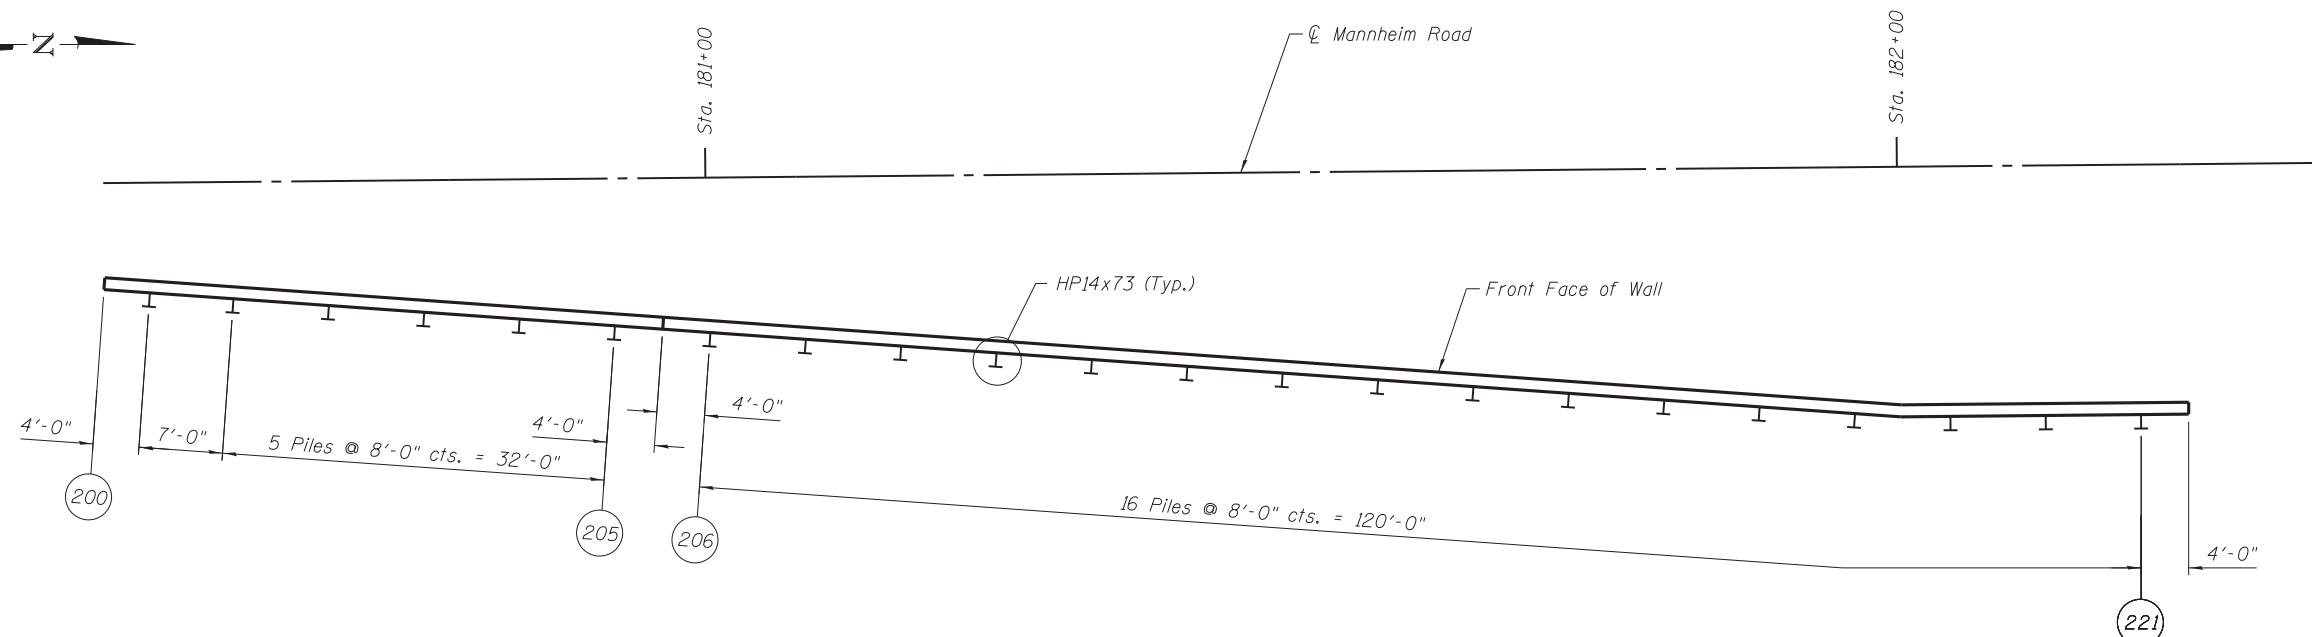 N
Sta. 181+00
℄ Mannheim Road
Sta. 182+00
HP14x73 (Typ.)
Front Face of Wall
4'-0"
7'-0"
5 Piles @ 8'-0" cts. = 32'-0"
4'-0"
4'-0"
16 Piles @ 8'-0" cts. = 120'-0"
4'-0"
200
205
206
221